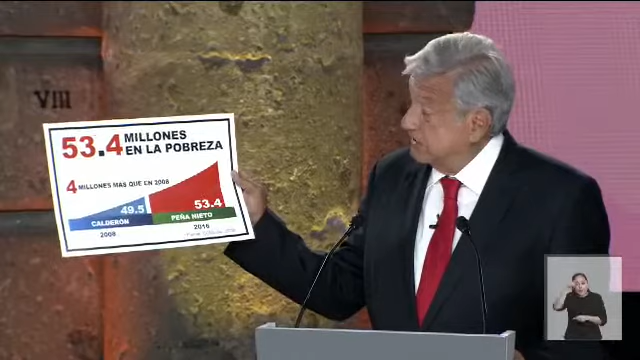 VIII
53.4 MILLONES
EN LA POBREZA
4 MILLONES MAS QUE EN 2008
49.5
53.4
CALDERÓN
PEÑA NIETO
2008
2016